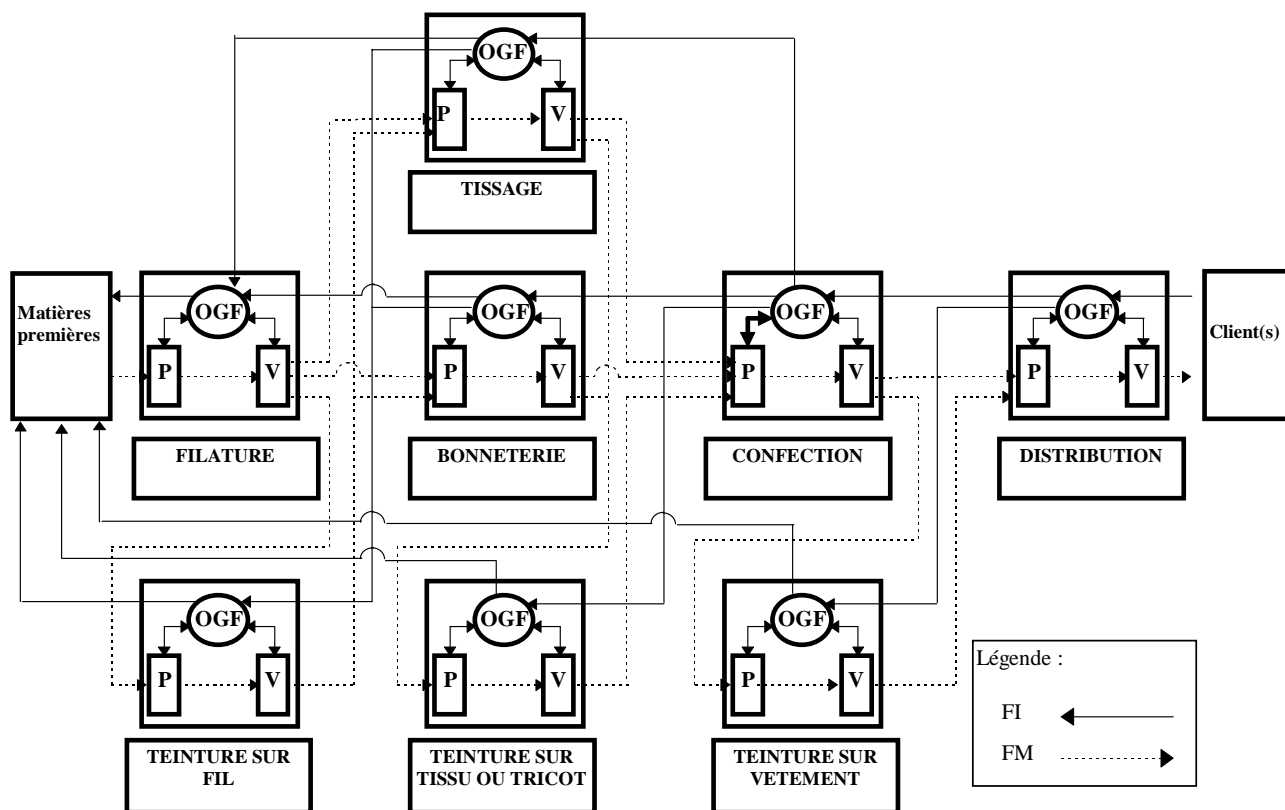 OGF
P
V
TISSAGE
Matières
premières
OGF
P
V
FILATURE
OGF
P
V
BONNETERIE
OGF
P
V
CONFECTION
OGF
P
V
DISTRIBUTION
Client(s)
OGF
P
V
TEINTURE SUR
FIL
OGF
P
V
TEINTURE SUR
TISSU OU TRICOT
OGF
P
V
TEINTURE SUR
VETEMENT
Légende :
FI
FM